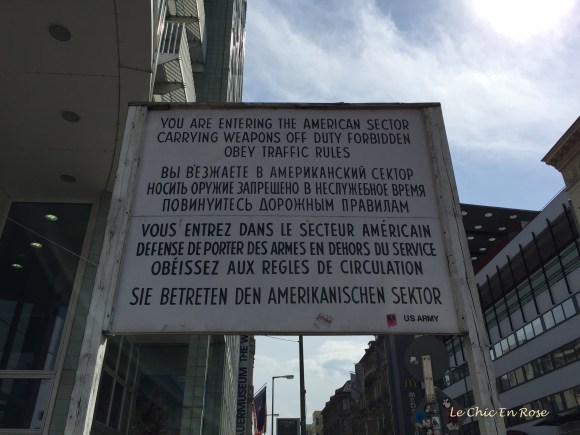 YOU ARE ENTERING THE AMERICAN SECTOR
CARRYING WEAPONS OFF DUTY FORBIDDEN
OBEY TRAFFIC RULES
ВЫ ВЪЕЗЖАЕТЕ В АМЕРИКАНСКИЙ СЕКТОР
НОСИТЬ ОРУЖИЕ ЗАПРЕЩЕНО В НЕСЛУЖЕБНОЕ ВРЕМЯ
ПОВИНУЙТЕСЬ ДОРОЖНЫМ ПРАВИЛАМ
VOUS ENTREZ DANS LE SECTEUR AMÉRICAIN
DEFENSE DE PORTER DES ARMES EN DEHORS DU SERVICE
OBÉISSEZ AUX REGLES DE CIRCULATION
SIE BETRETEN DEN AMERIKANISCHEN SEKTOR
US ARMY
UERMUSEUM THE W
Le Chic En Rose